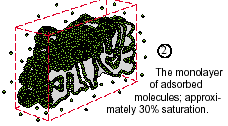 ②
The monolayer
of adsorbed
molecules; approxi-
mately 30% saturation.